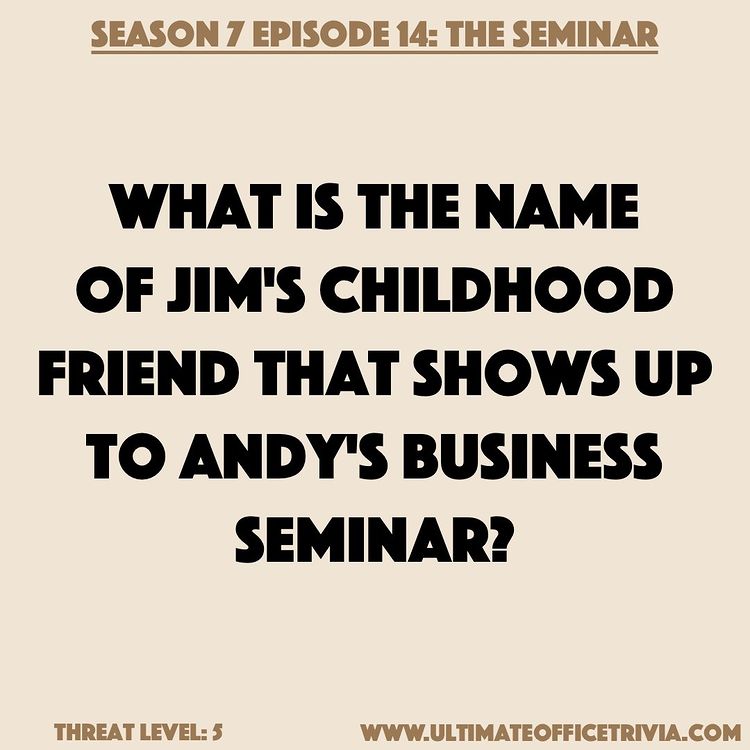 SEASON 7 EPISODE 14: THE SEMINAR
WHAT IS THE NAME
OF JIM'S CHILDHOOD
FRIEND THAT SHOWS UP
TO ANDY'S BUSINESS
SEMINAR?
THREAT LEVEL: 5
WWW.ULTIMATEOFFICETRIVIA.COM